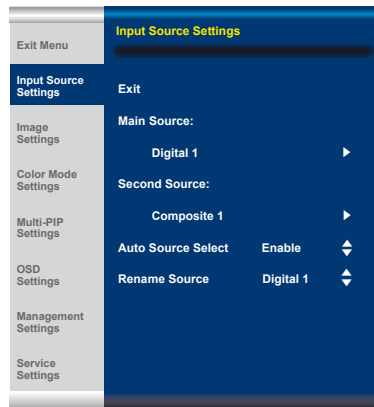 Exit Menu
Input Source
Settings
Image
Settings
Color Mode
Settings
Multi-PIP
Settings
OSD
Settings
Management
Settings
Service
Settings
Input Source Settings
Exit
Main Source:
Digital 1
Second Source:
Composite 1
Auto Source Select Enable
Rename Source Digital 1